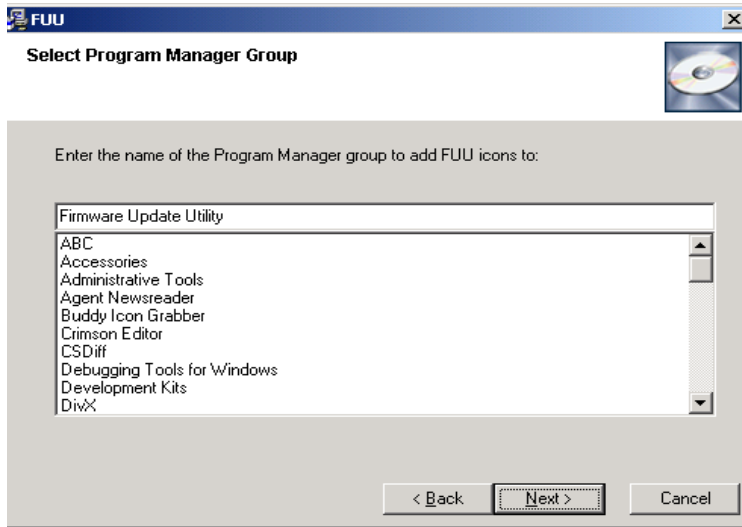 FUU
Select Program Manager Group
Enter the name of the Program Manager group to add FUU icons to:
Firmware Update Utility
ABC
Accessories
Administrative Tools
Agent Newsreader
Buddy Icon Grabber
Crimson Editor
CSDiff
Debugging Tools for Windows
Development Kits
DivX
< Back Next > Cancel